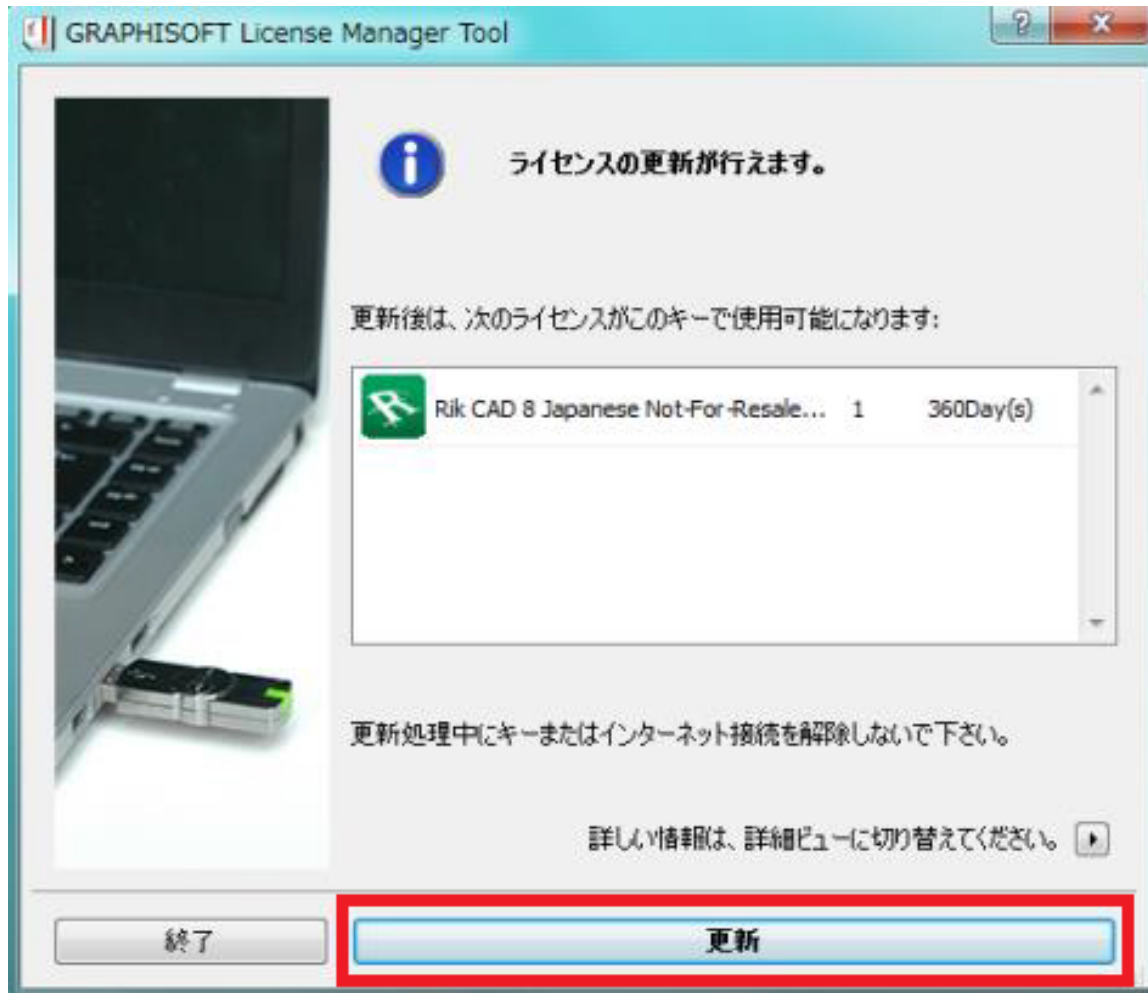 GRAPHISOFT License Manager Tool
ライセンスの更新が行えます。
更新後は、次のライセンスがこのキーで使用可能になります:
Rik CAD 8 Japanese Not-For-Resale... 1 360Day(s)
更新処理中にキーまたはインターネット接続を解除しないで下さい。
詳しい情報は、詳細ビューに切り替えてください。
終了
更新